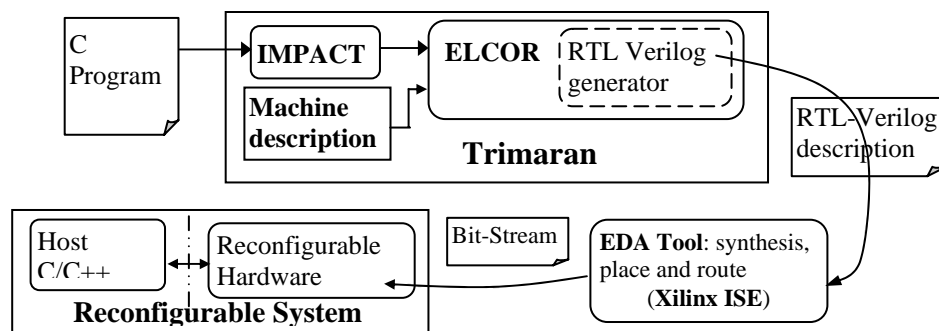 C
Program
IMPACT
ELCOR
RTL Verilog
generator
Machine
description
Trimaran
RTL-Verilog
description
Host
C/C++
Reconfigurable
Hardware
Reconfigurable System
Bit-Stream
EDA Tool: synthesis,
place and route
(Xilinx ISE)